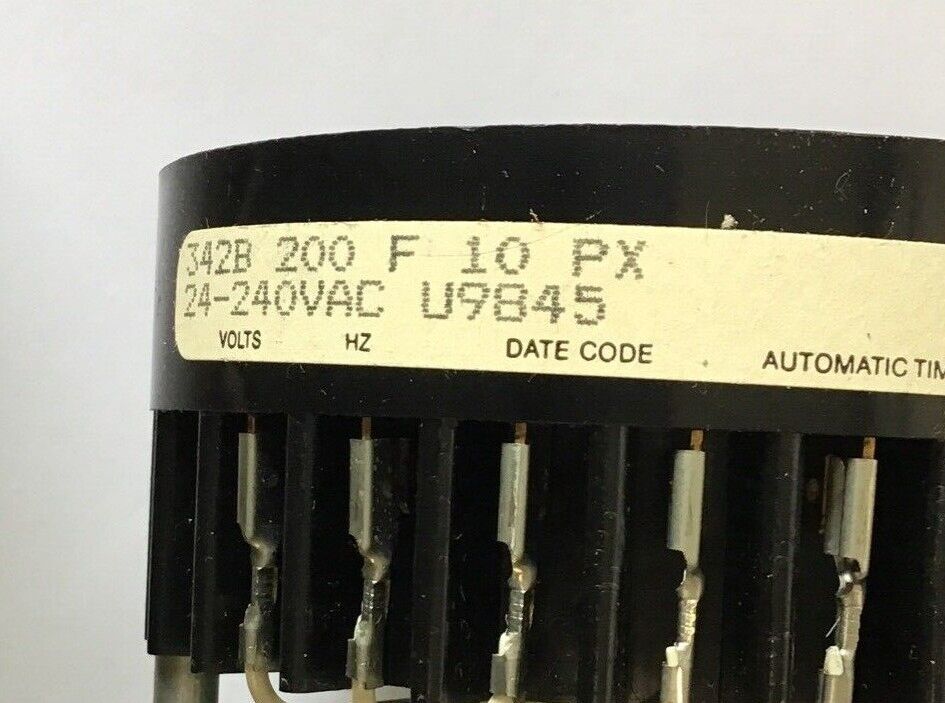 342B 200 F 10 PX
24-240VAC U9845
VOLTS HZ DATE CODE AUTOMATIC TIM